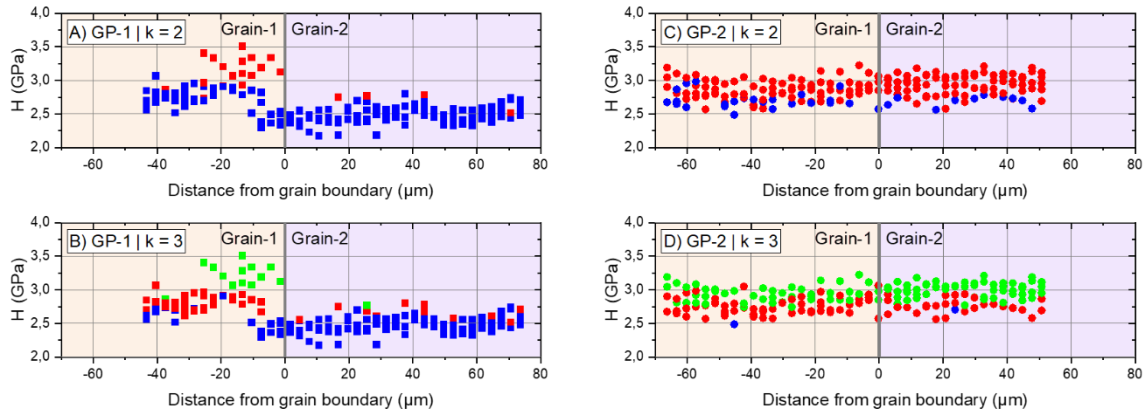 A) GP-1 | k = 2
Grain-1
Grain-2
H (GPa)
4,0
3,5
3,0
2,5
2,0
-60
-40
-20
0
20
40
60
80
Distance from grain boundary (µm)
C) GP-2 | k = 2
Grain-1
Grain-2
H (GPa)
4,0
3,5
3,0
2,5
2,0
-60
-40
-20
0
20
40
60
80
Distance from grain boundary (µm)
B) GP-1 | k = 3
Grain-1
Grain-2
H (GPa)
4,0
3,5
3,0
2,5
2,0
-60
-40
-20
0
20
40
60
80
Distance from grain boundary (µm)
D) GP-2 | k = 3
Grain-1
Grain-2
H (GPa)
4,0
3,5
3,0
2,5
2,0
-60
-40
-20
0
20
40
60
80
Distance from grain boundary (µm)